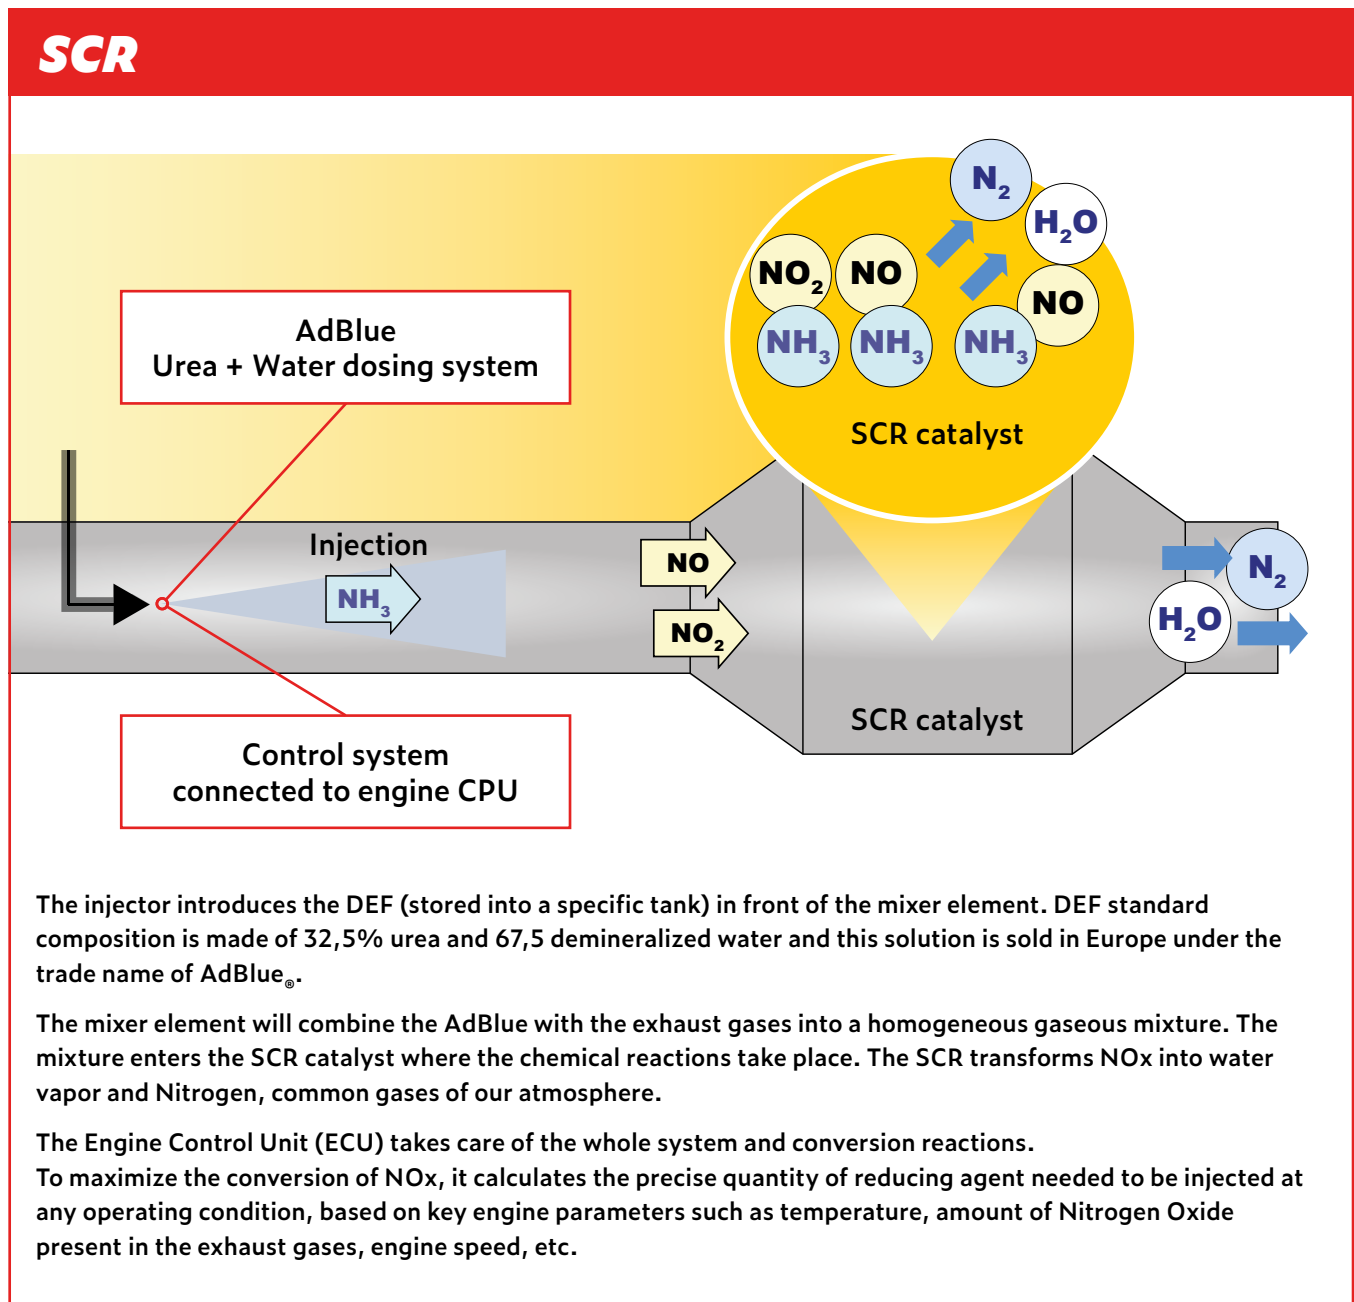 SCR
N₂
H₂O
NO₂
NO
NO
NH₃
NH₃
NH₃
SCR catalyst
AdBlue
Urea + Water dosing system
Injection
NH₃
NO
NO₂
N₂
H₂O
SCR catalyst
Control system
connected to engine CPU
The injector introduces the DEF (stored into a specific tank) in front of the mixer element. DEF standard
composition is made of 32,5% urea and 67,5 demineralized water and this solution is sold in Europe under the
trade name of AdBlue®.
The mixer element will combine the AdBlue with the exhaust gases into a homogeneous gaseous mixture. The
mixture enters the SCR catalyst where the chemical reactions take place. The SCR transforms NOx into water
vapor and Nitrogen, common gases of our atmosphere.
The Engine Control Unit (ECU) takes care of the whole system and conversion reactions.
To maximize the conversion of NOx, it calculates the precise quantity of reducing agent needed to be injected at
any operating condition, based on key engine parameters such as temperature, amount of Nitrogen Oxide
present in the exhaust gases, engine speed, etc.